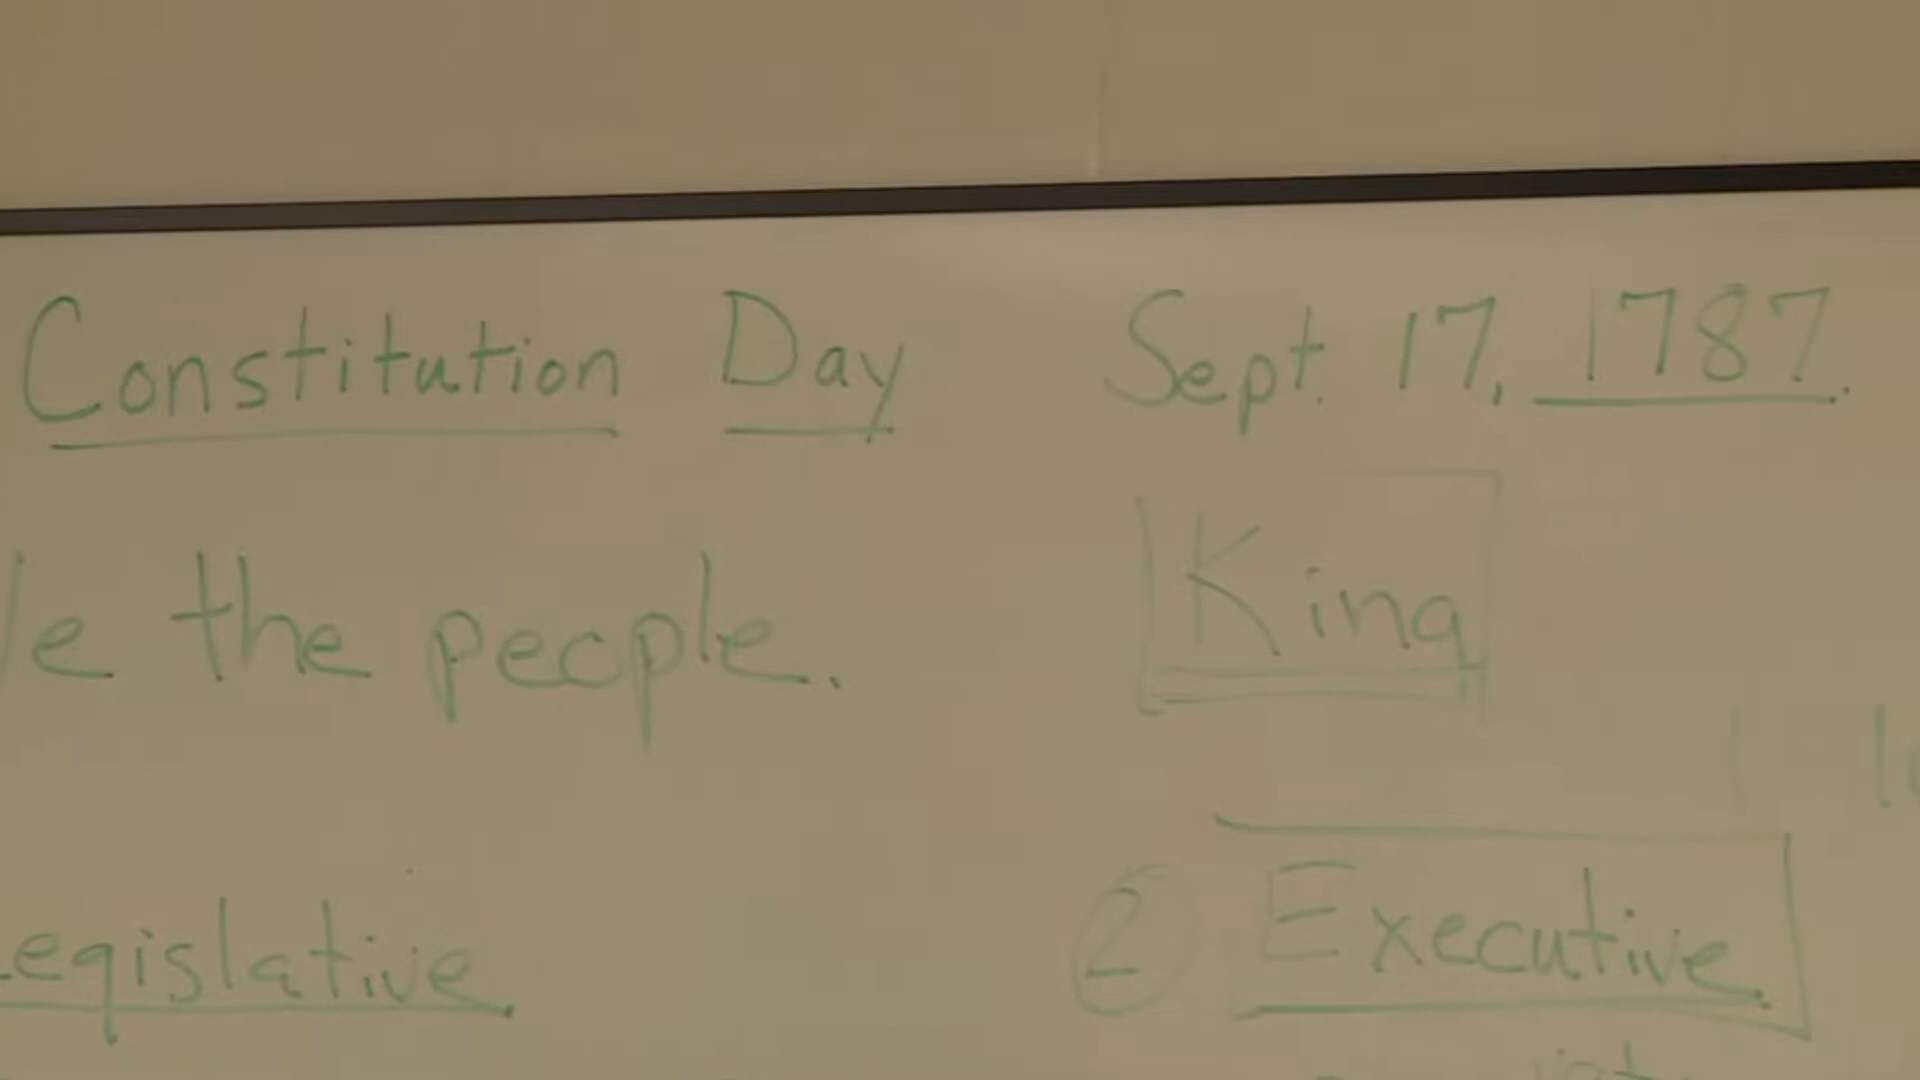 Constitution Day Sept. 17, 1787.
e the people. King
egislative ② Executive